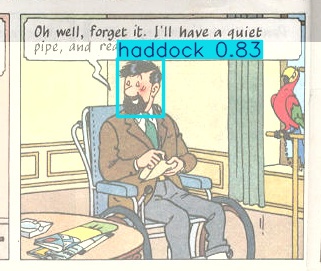 Oh well, forget it. I'll have a quiet
pipe, and rea
haddock 0.83